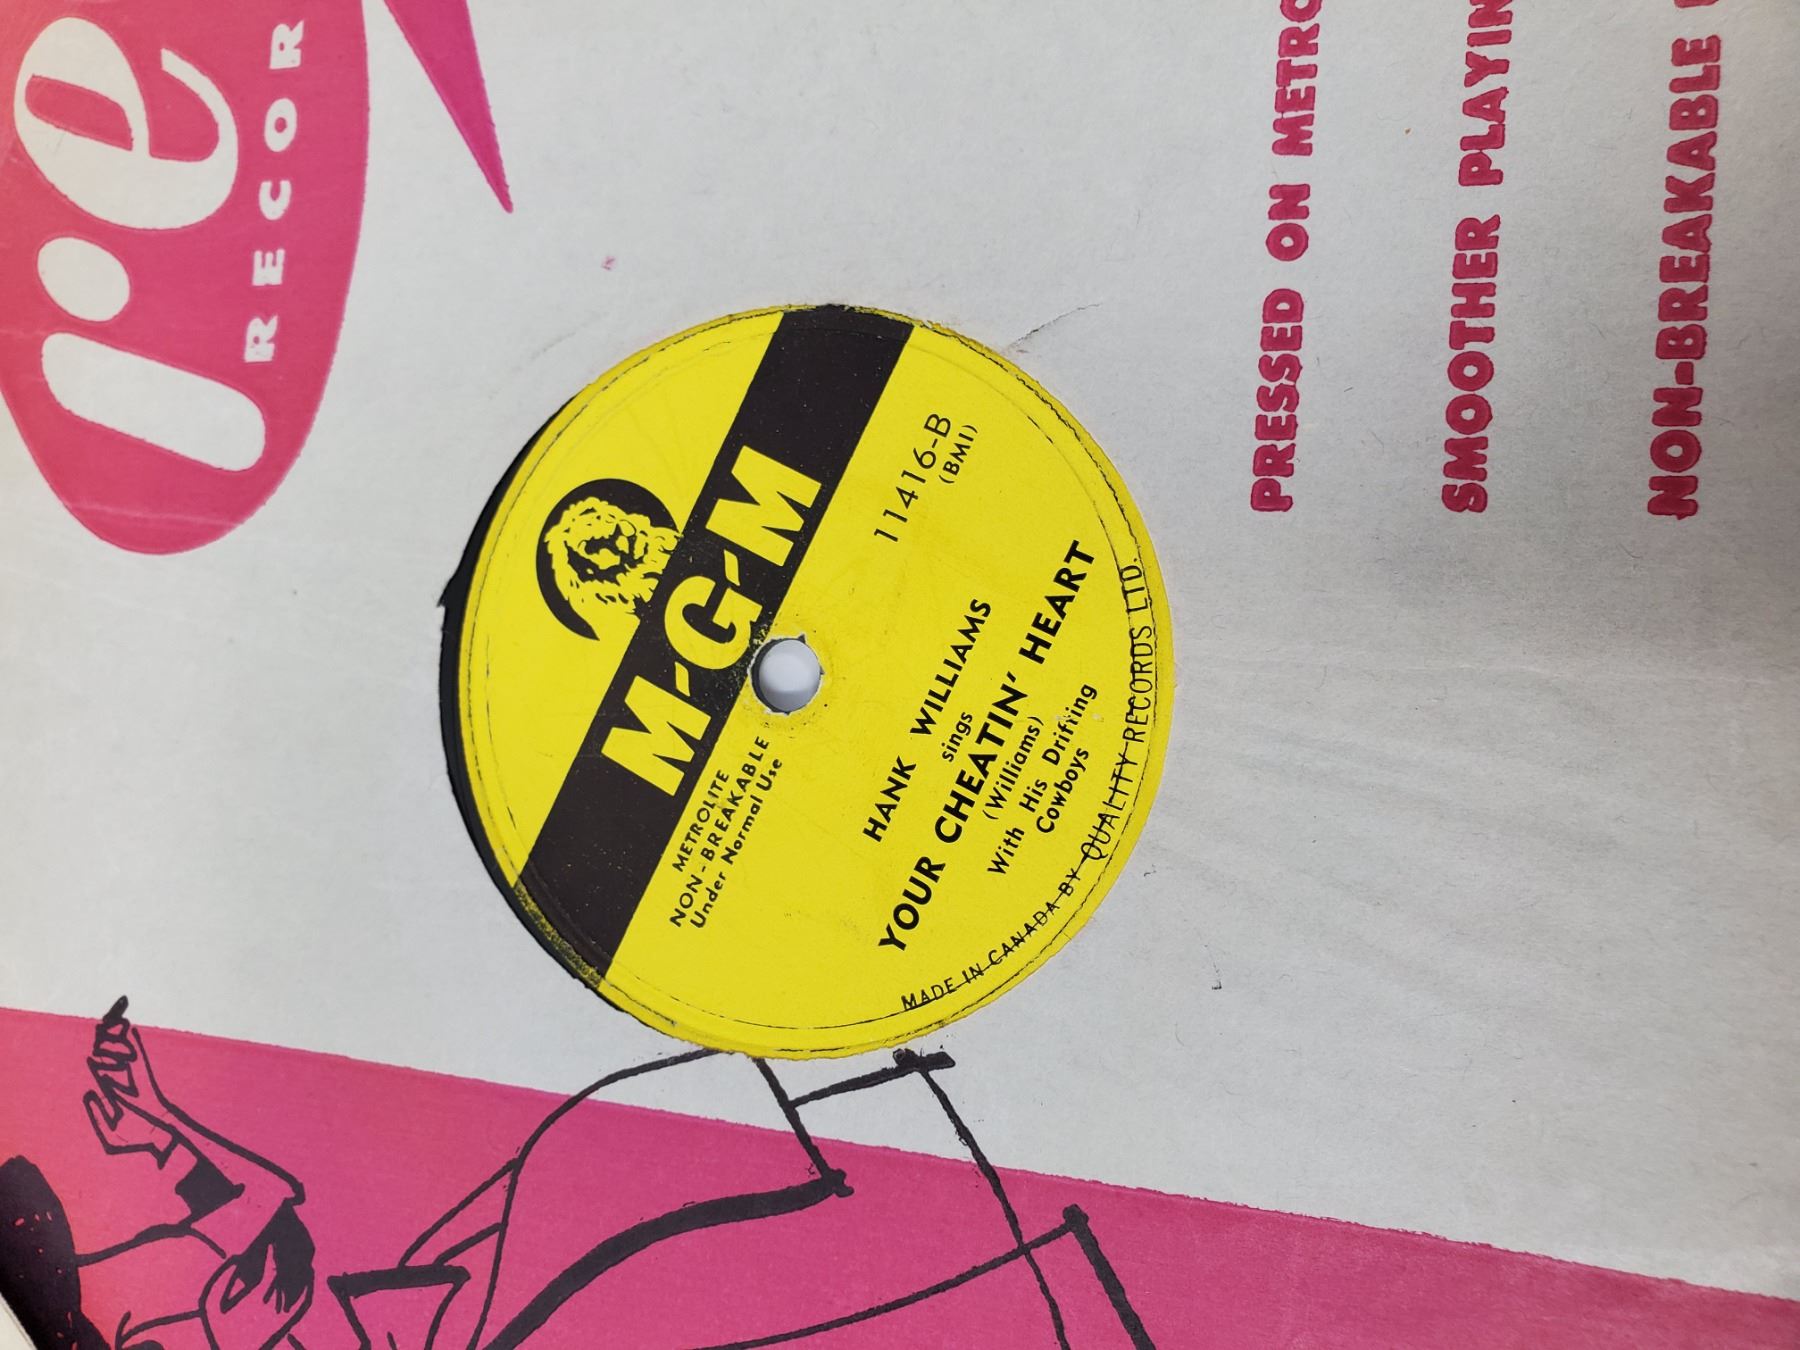 RECOR
M-G-M
METROLITE
NON-BREAKABLE
Under Normal Use
11416-B
(BMI)
HANK WILLIAMS
sings
YOUR CHEATIN' HEART
(Williams)
With His Drifting
Cowboys
MADE IN CANADA BY QUALITY RECORDS LTD.
PRESSED ON METRO
SMOOTHER PLAYIN
NON-BREAKABLE